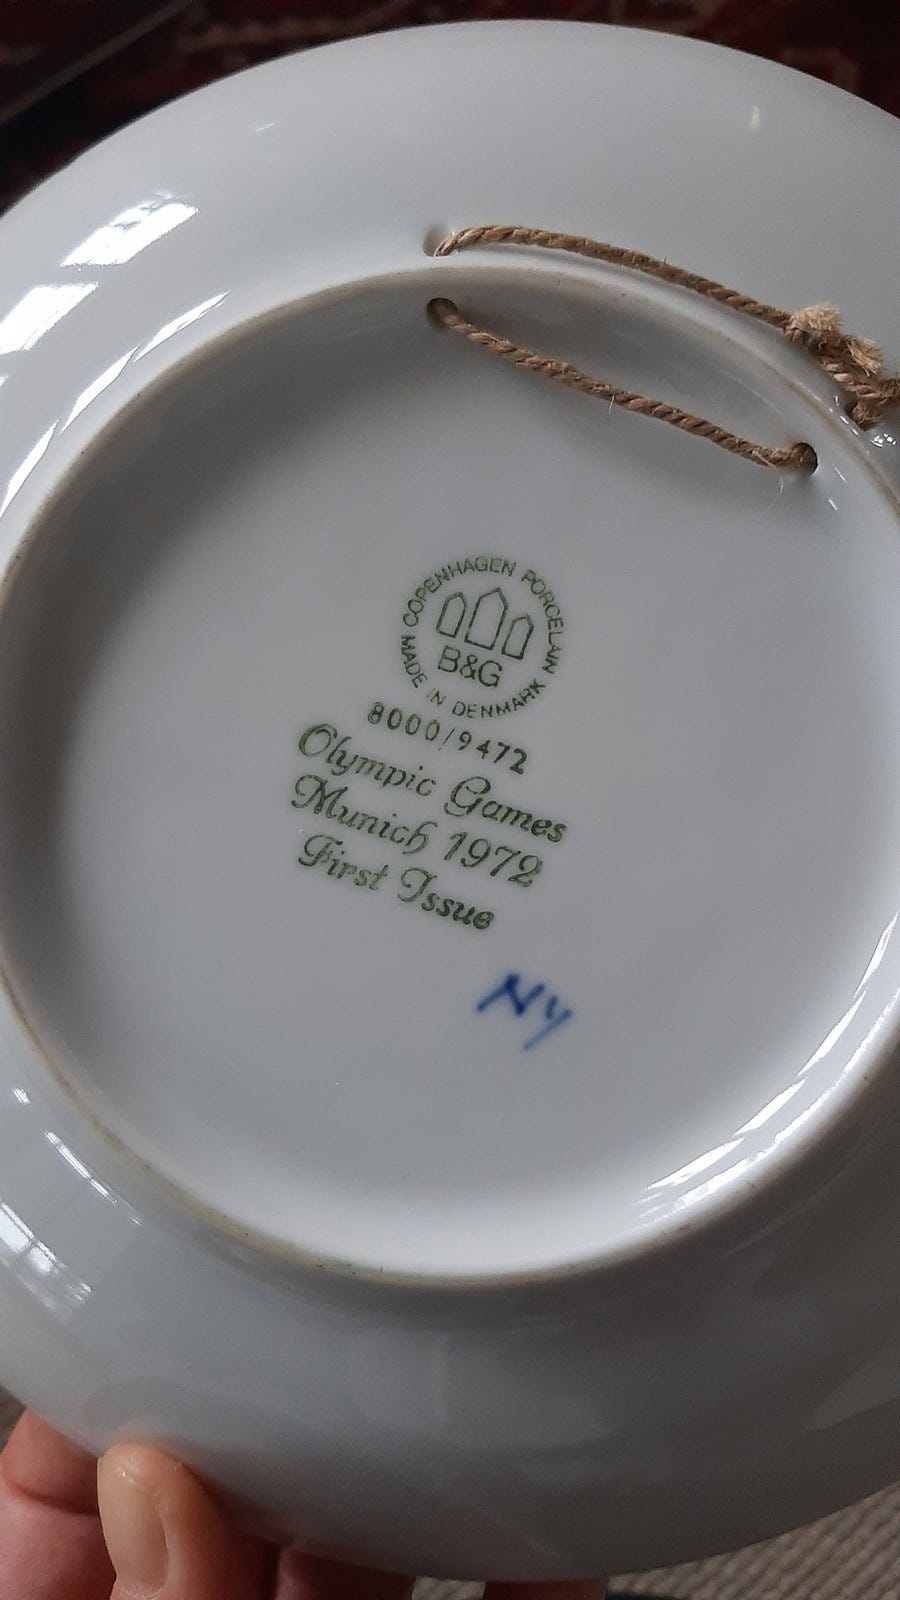 COPENHAGEN PORCELAIN
B&G
MADE IN DENMARK
8000/9472
Olympic Games
Munich 1972
First Issue
NY